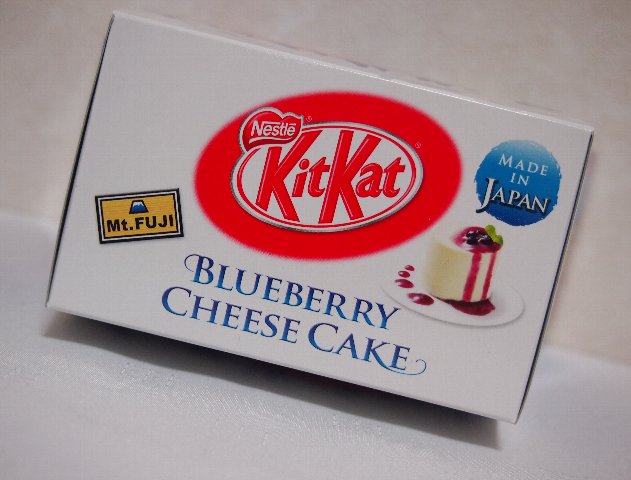 Nestlé
KitKat
MADE
IN
JAPAN
Mt.FUJI
BLUEBERRY
CHEESE CAKE